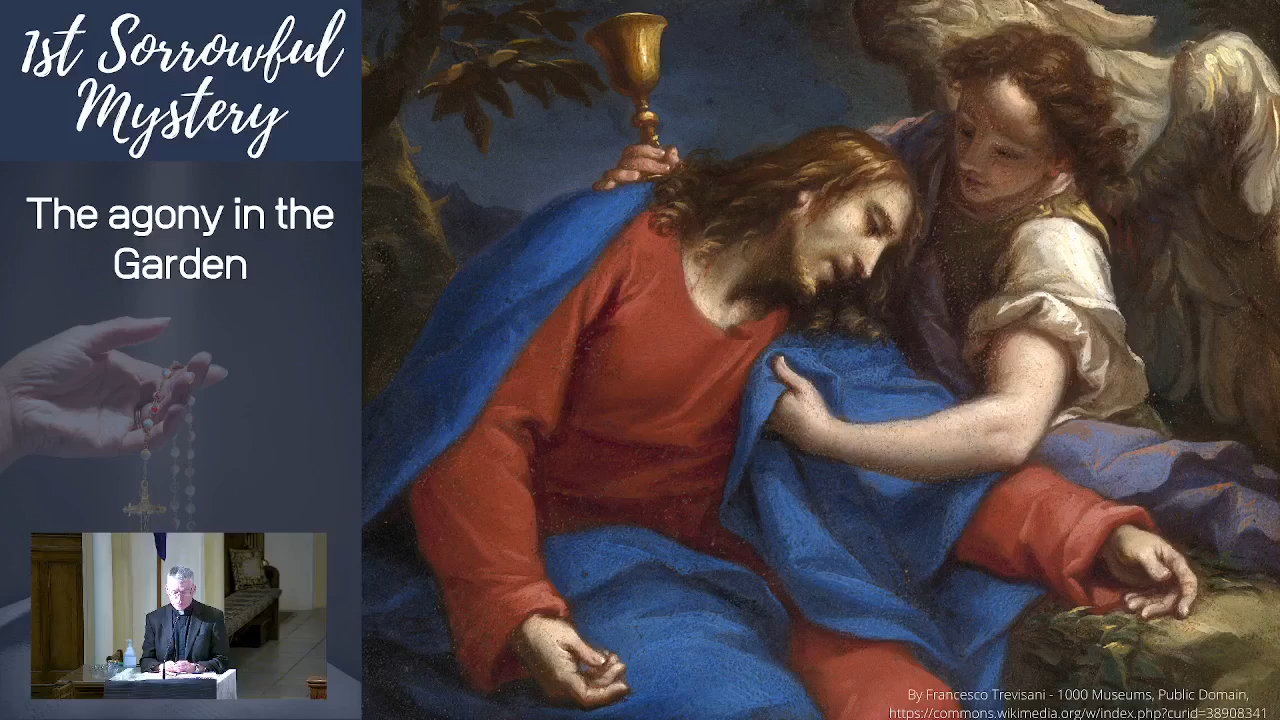 1st Sorrowful
Mystery
The agony in the
Garden
By Francesco Trevisani - 1000 Museums, Public Domain,
https://commons.wikimedia.org/w/index.php?curid=38908341